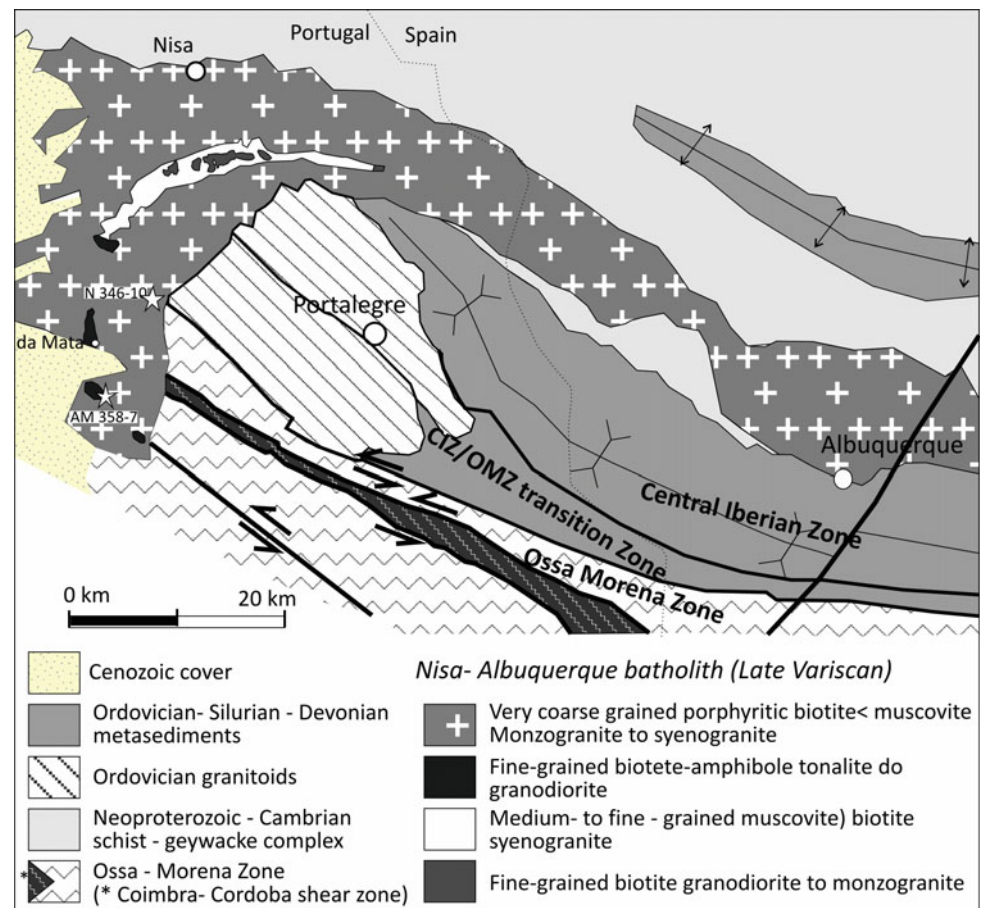 Nisa
Portugal
Spain
N 346-10
Portalegre
da Mata
AM 358-7
Albuquerque
CIZ/OMZ transition Zone
Central Iberian Zone
Ossa Morena Zone
0 km
20 km
Cenozoic cover
Ordovician- Silurian - Devonian
metasediments
Ordovician granitoids
Neoproterozoic - Cambrian
schist - geywacke complex
*
Ossa - Morena Zone
(* Coimbra- Cordoba shear zone)
Nisa- Albuquerque batholith (Late Variscan)
Very coarse grained porphyritic biotite< muscovite
Monzogranite to syenogranite
Fine-grained biotete-amphibole tonalite do
granodiorite
Medium- to fine - grained muscovite) biotite
syenogranite
Fine-grained biotite granodiorite to monzogranite